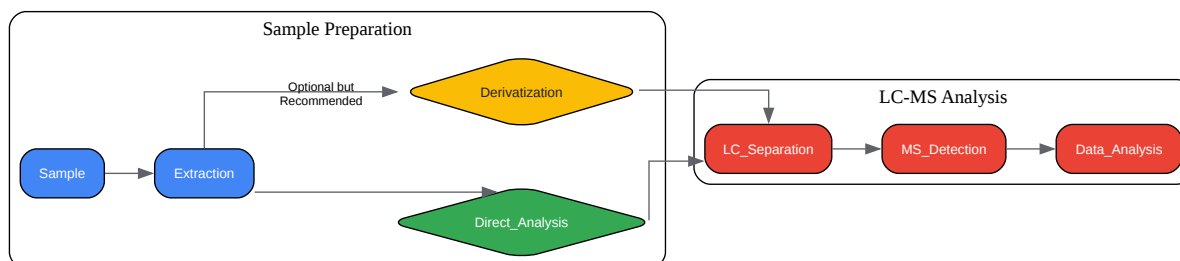 Sample Preparation
Optional but
Recommended
Derivatization
LC-MS Analysis
Sample
Extraction
Direct_Analysis
LC_Separation
MS_Detection
Data_Analysis